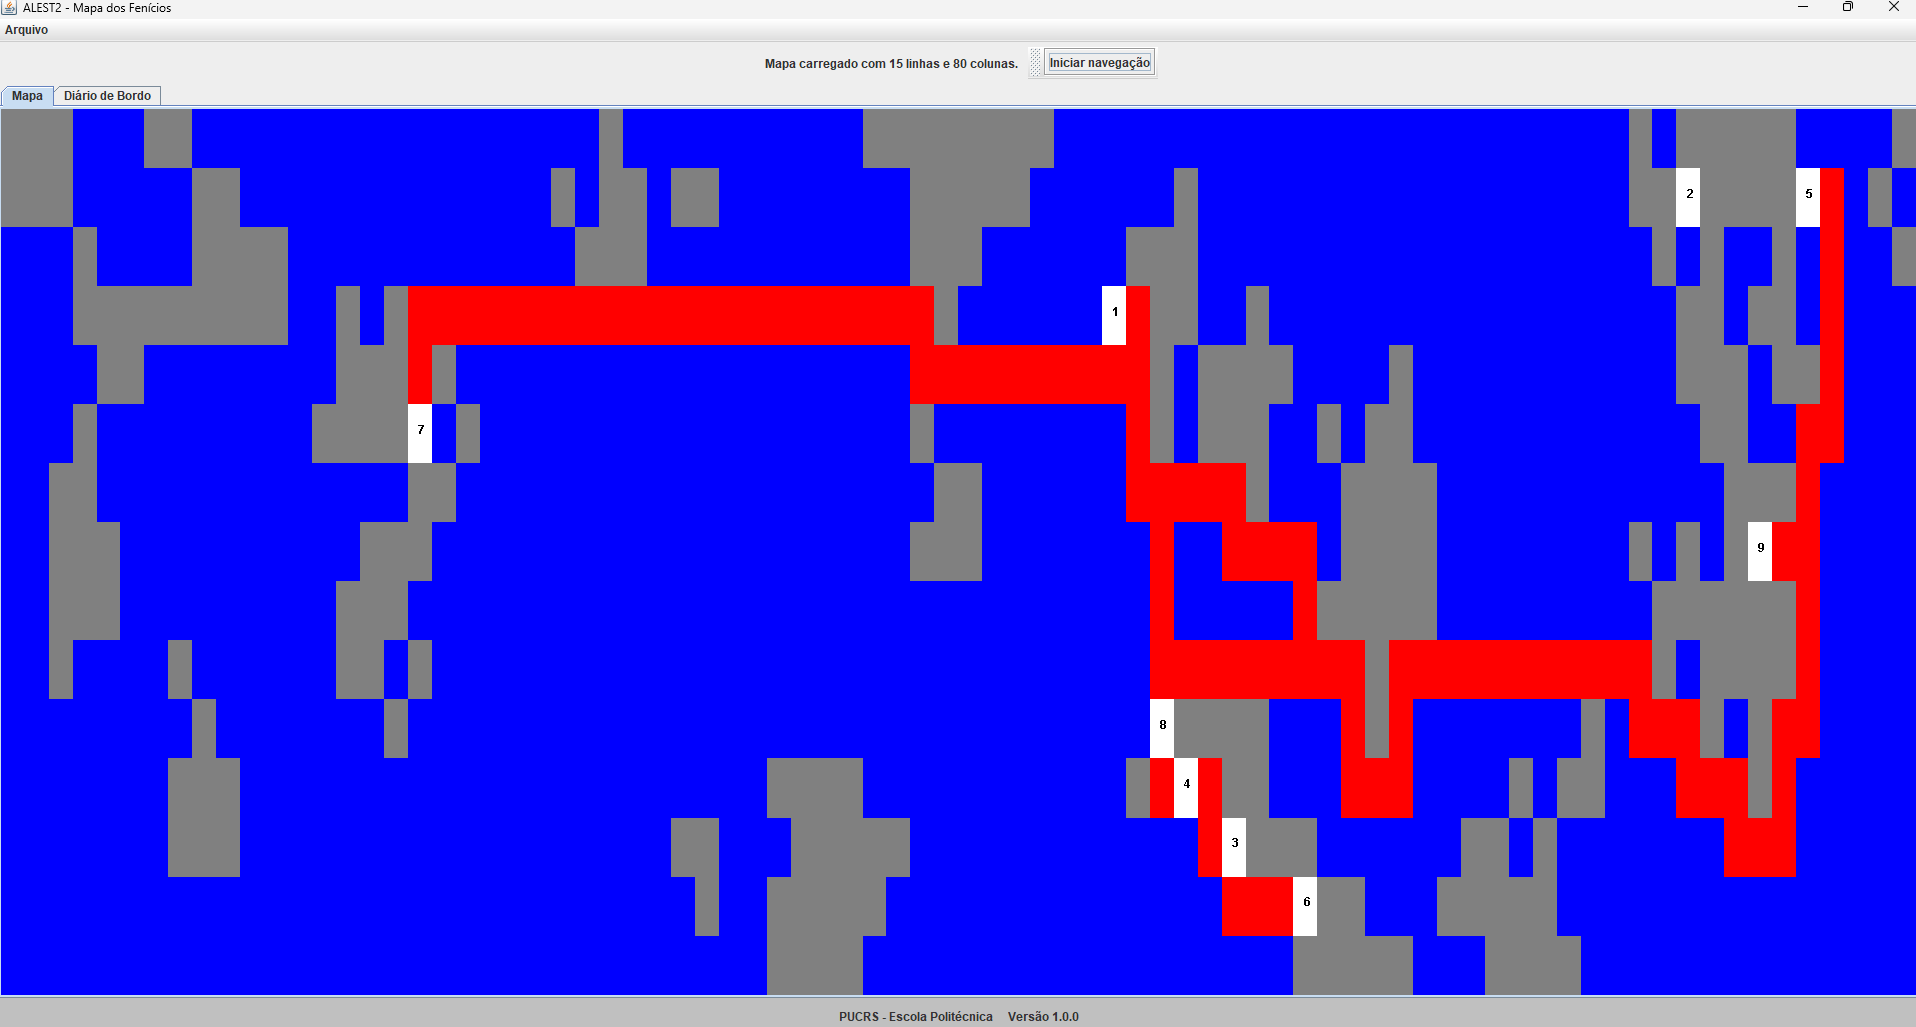 ALEST2 - Mapa dos Fenícios
Arquivo
Mapa carregado com 15 linhas e 80 colunas. Iniciar navegação
Mapa Diário de Bordo
2 5
1
7
9
8
4
3
6
PUCRS - Escola Politécnica Versão 1.0.0